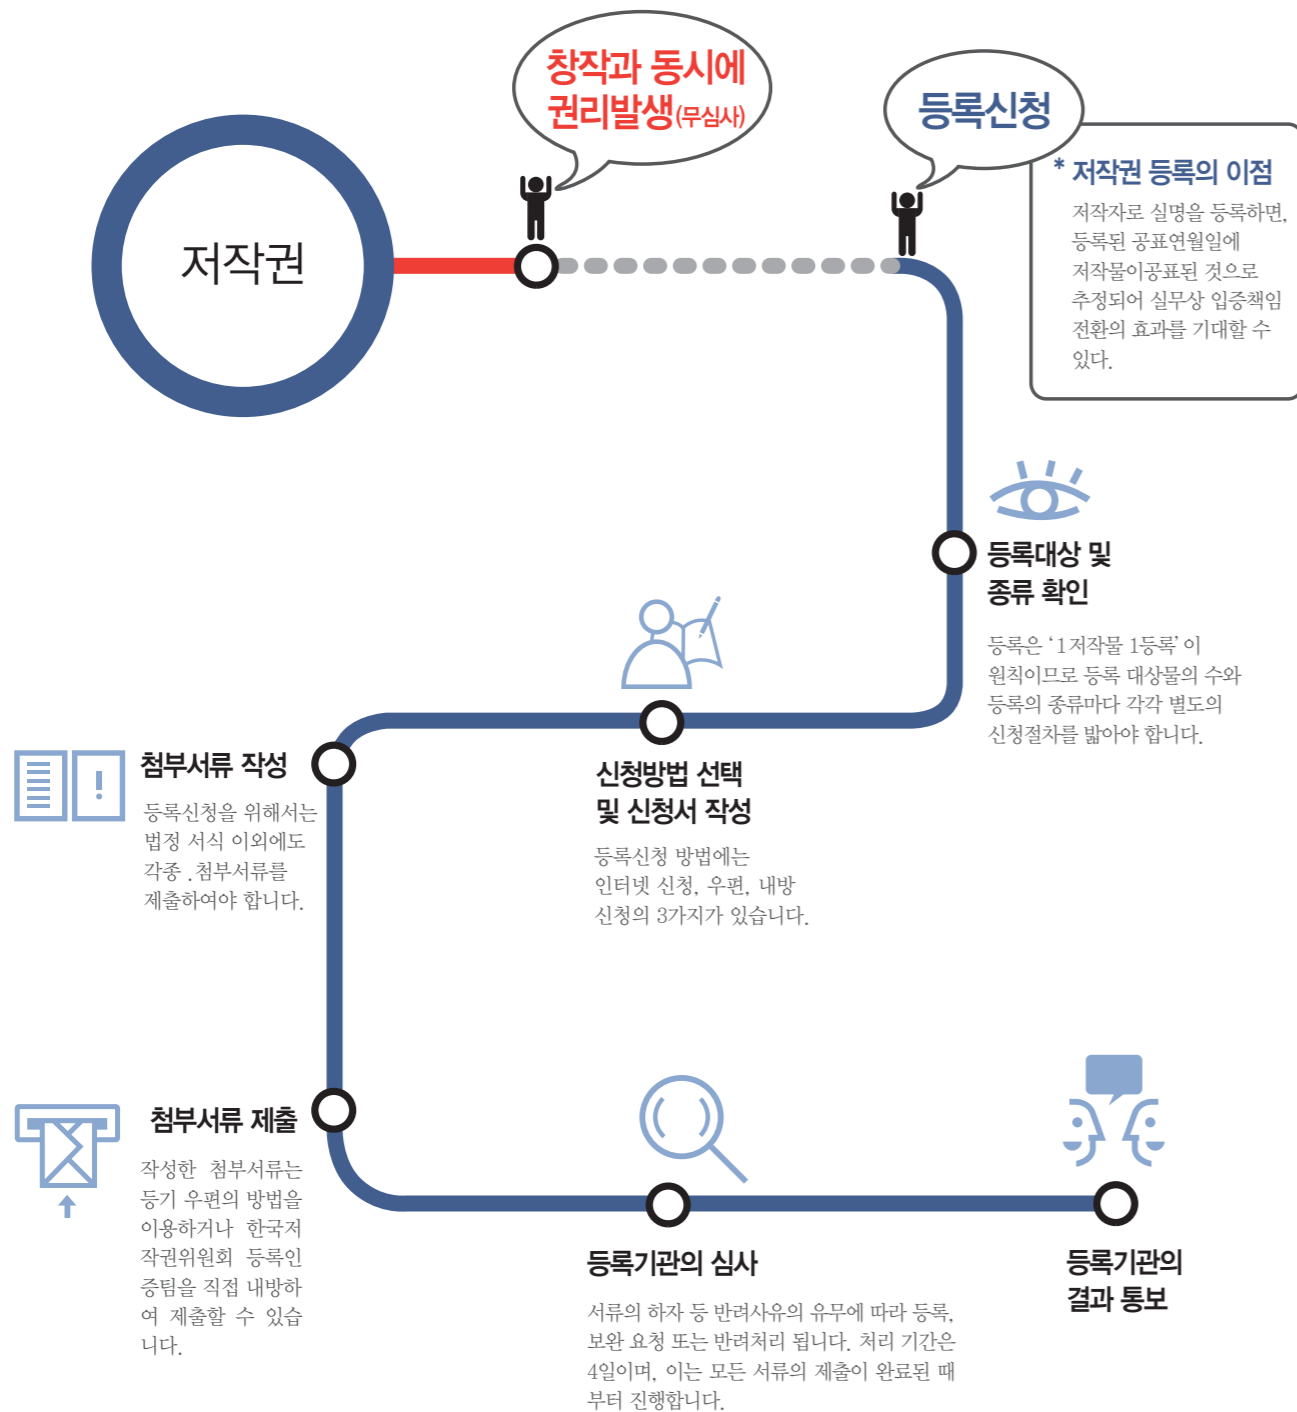 창작과 동시에
권리발생(무심사)
등록신청
저작권
* 저작권 등록의 이점
저작자로 실명을 등록하면,
등록된 공표연월일에
저작물이공표된 것으로
추정되어 실무상 입증책임
전환의 효과를 기대할 수
있다.
등록대상 및
종류 확인
등록은 ‘1저작물 1등록’이
원칙이므로 등록 대상물의 수와
등록의 종류마다 각각 별도의
신청절차를 밟아야 합니다.
신청방법 선택
및 신청서 작성
등록신청 방법에는
인터넷 신청, 우편, 내방
신청의 3가지가 있습니다.
첨부서류 작성
등록신청을 위해서는
법정 서식 이외에도
각종 .첨부서류를
제출하여야 합니다.
첨부서류 제출
작성한 첨부서류는
등기 우편의 방법을
이용하거나 한국저
작권위원회 등록인
증팀을 직접 내방하
여 제출할 수 있습
니다.
등록기관의 심사
서류의 하자 등 반려사유의 유무에 따라 등록,
보완 요청 또는 반려처리 됩니다. 처리 기간은
4일이며, 이는 모든 서류의 제출이 완료된 때
부터 진행합니다.
등록기관의
결과 통보